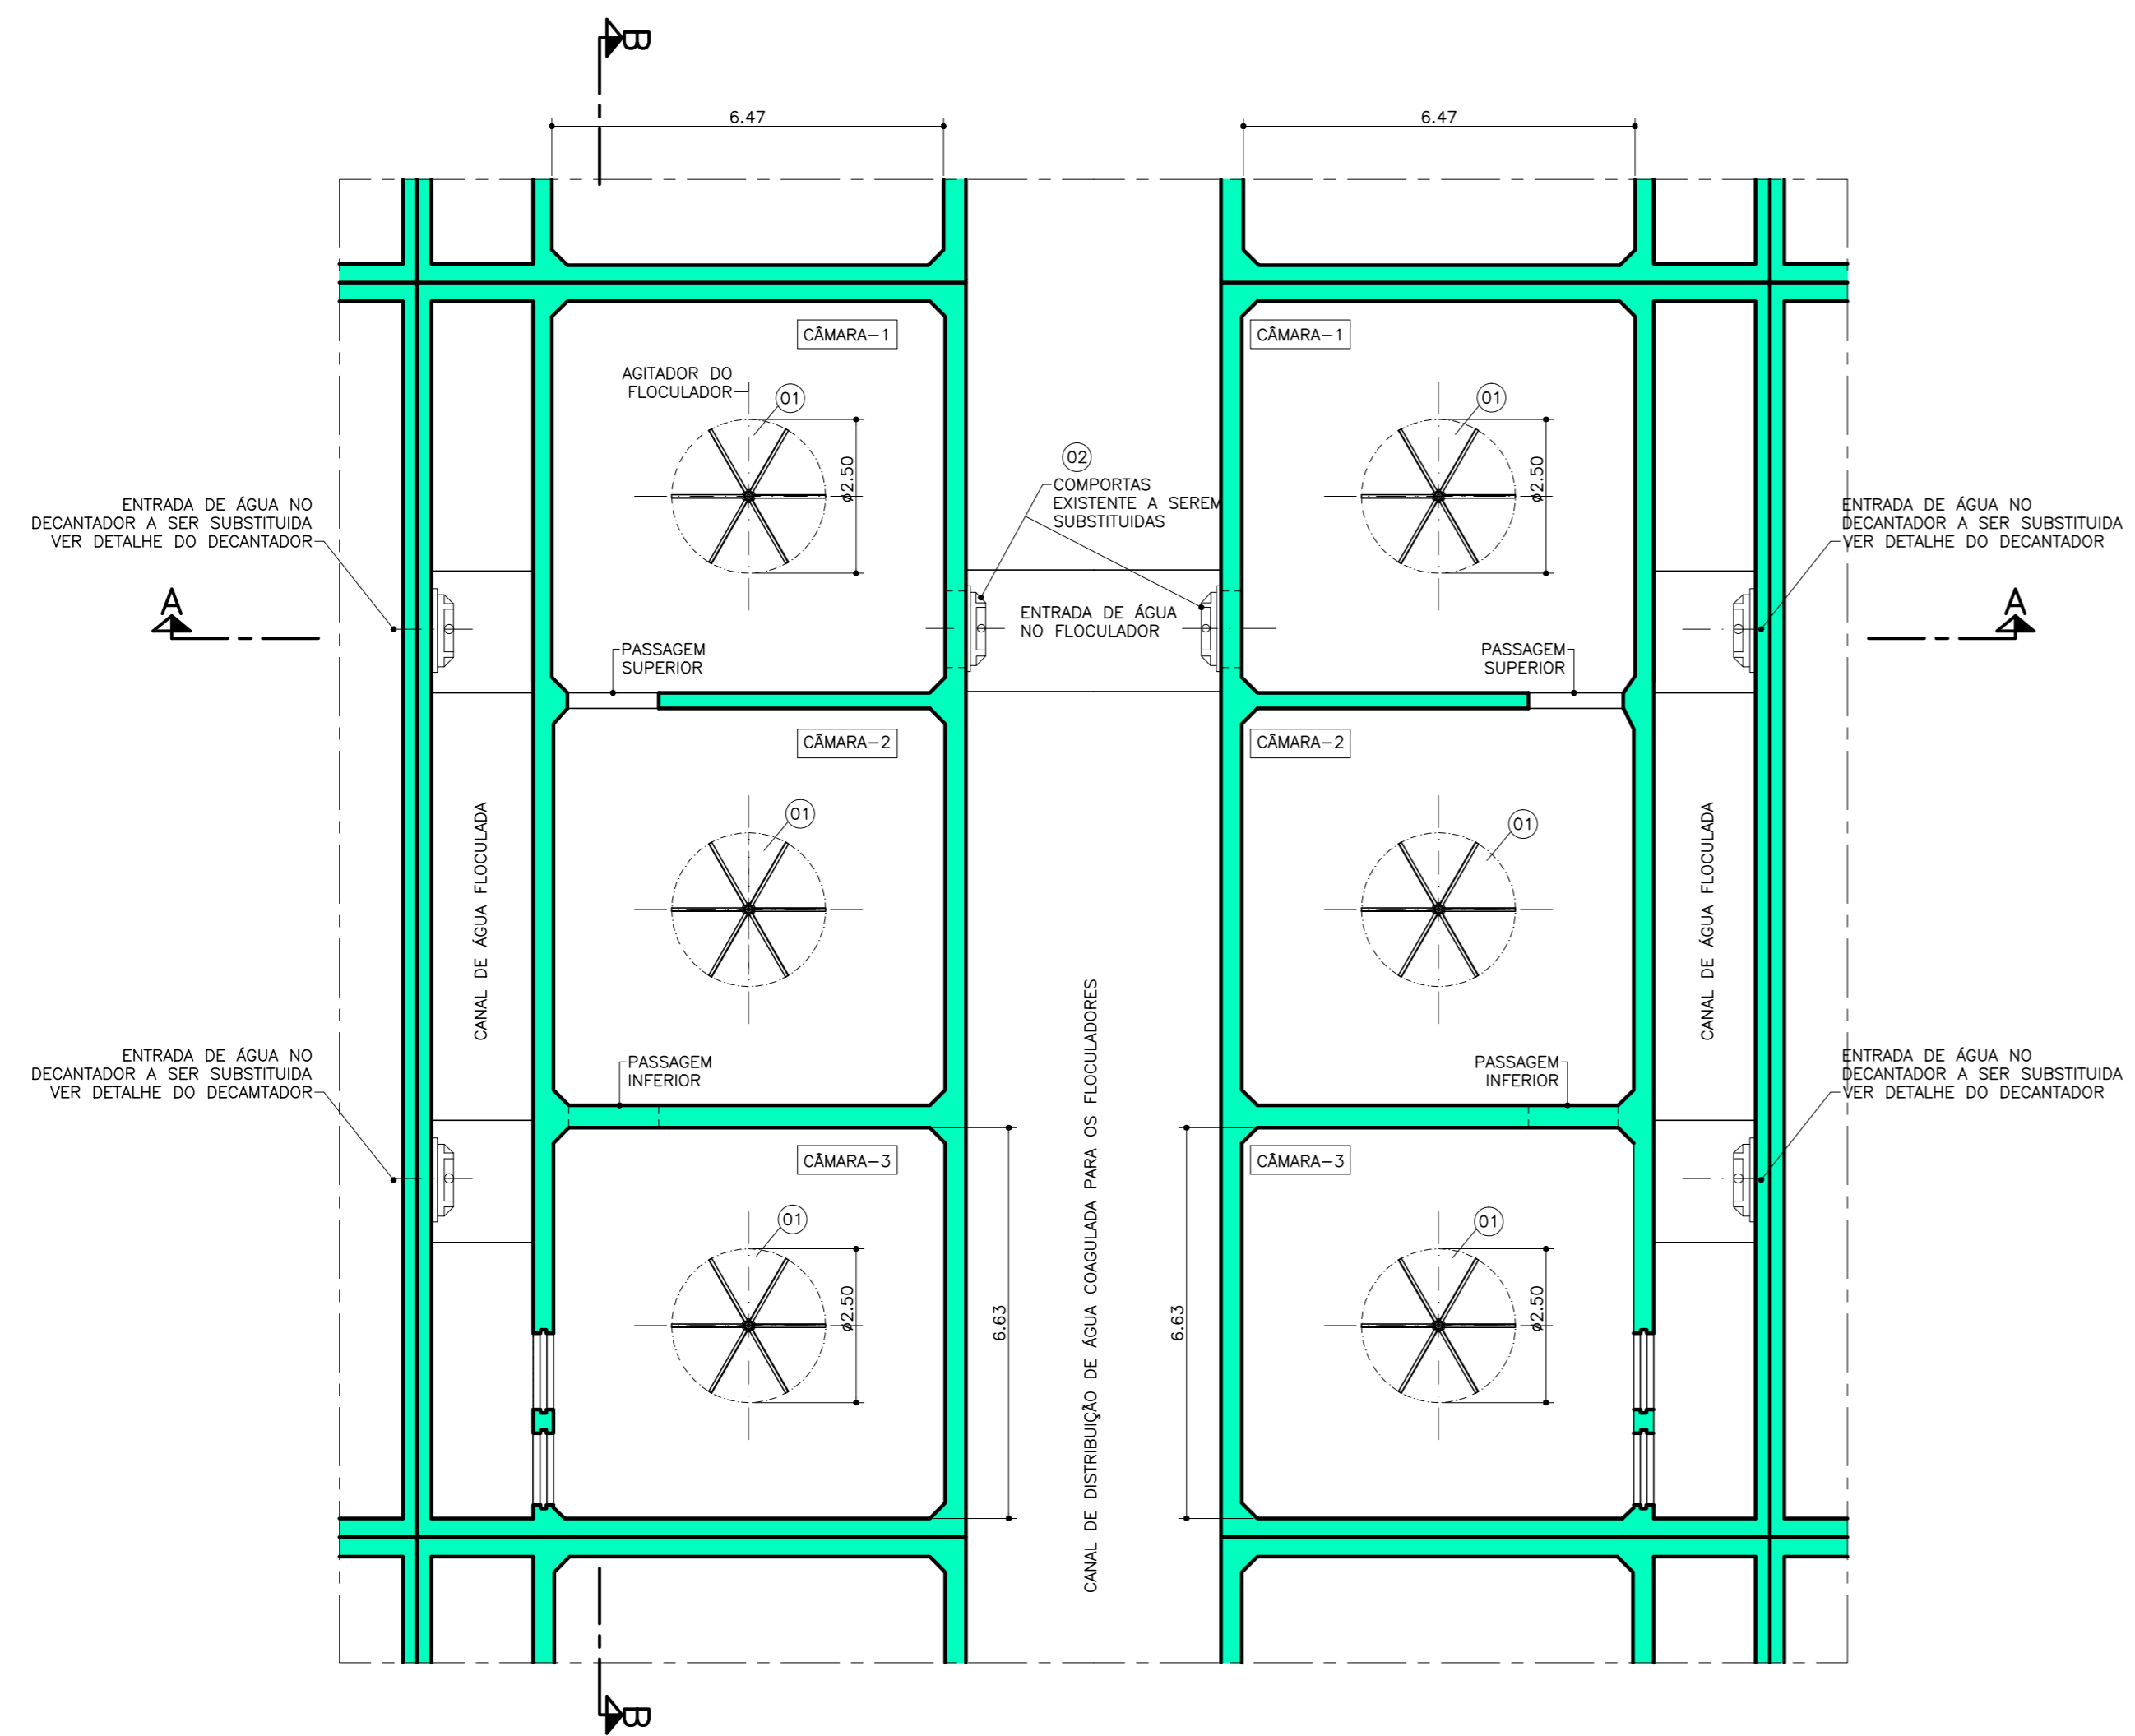 B
6.47
6.47
CÂMARA-1
CÂMARA-1
AGITADOR DO
FLOCULADOR
01
01
ø2.50
ø2.50
02
COMPORTAS
EXISTENTE A SEREM
SUBSTITUIDAS
ENTRADA DE ÁGUA NO
DECANTADOR A SER SUBSTITUIDA
VER DETALHE DO DECANTADOR
ENTRADA DE ÁGUA NO
DECANTADOR A SER SUBSTITUIDA
VER DETALHE DO DECANTADOR
A
A
ENTRADA DE ÁGUA
NO FLOCULADOR
PASSAGEM
SUPERIOR
PASSAGEM
SUPERIOR
CÂMARA-2
CÂMARA-2
01
01
CANAL DE ÁGUA FLOCULADA
CANAL DE ÁGUA FLOCULADA
CANAL DE DISTRIBUIÇÃO DE ÁGUA COAGULADA PARA OS FLOCULADORES
ENTRADA DE ÁGUA NO
DECANTADOR A SER SUBSTITUIDA
VER DETALHE DO DECAMTADOR
PASSAGEM
INFERIOR
PASSAGEM
INFERIOR
ENTRADA DE ÁGUA NO
DECANTADOR A SER SUBSTITUIDA
VER DETALHE DO DECANTADOR
CÂMARA-3
CÂMARA-3
01
01
ø2.50
6.63
6.63
ø2.50
B